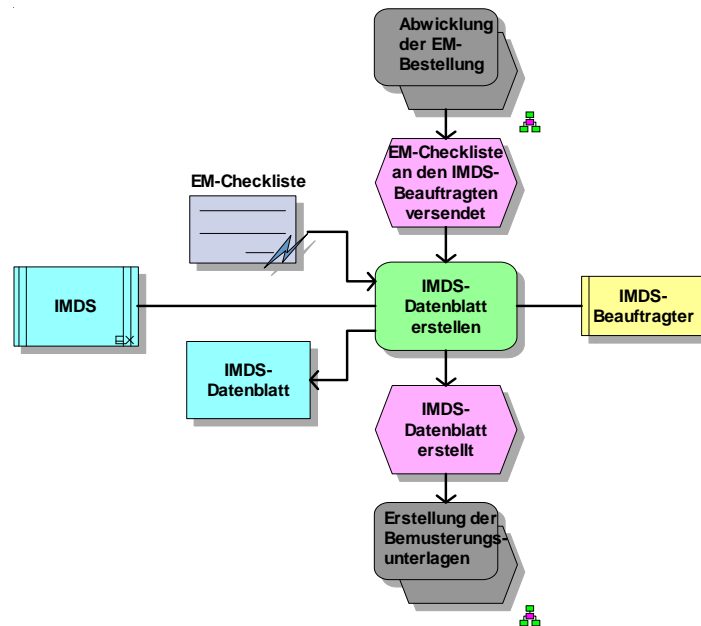 Abwicklung
der EM-
Bestellung
EM-Checkliste
an den IMDS-
Beauftragten
versendet
EM-Checkliste
IMDS
EX
IMDS-
Datenblatt
erstellen
IMDS-
Beauftragter
IMDS-
Datenblatt
IMDS-
Datenblatt
erstellt
Erstellung der
Bemusterungs-
unterlagen